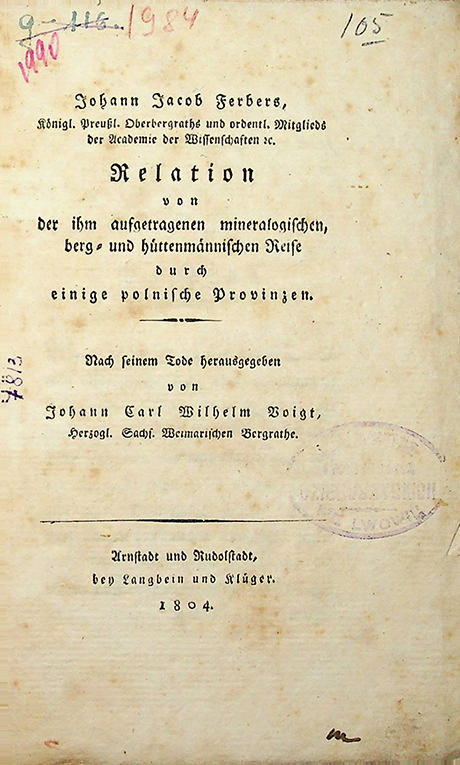 9-116. 1984
1990
105
Johann Jacob Ferbers,
Königl. Preußl. Oberbergraths und ordentl. Mitglieds
der Academie der Wissenschaften ꝛc.
Relation
von
der ihm aufgetragenen mineralogischen,
berg- und hüttenmännischen Reise
durch
einige polnische Provinzen.
Nach seinem Tode herausgegeben
von
Johann Carl Wilhelm Voigt,
Herzogl. Sachs. Weimarischen Bergrathe.
Arnstadt und Rudolstadt,
bey Langbein und Klüger.
1804.